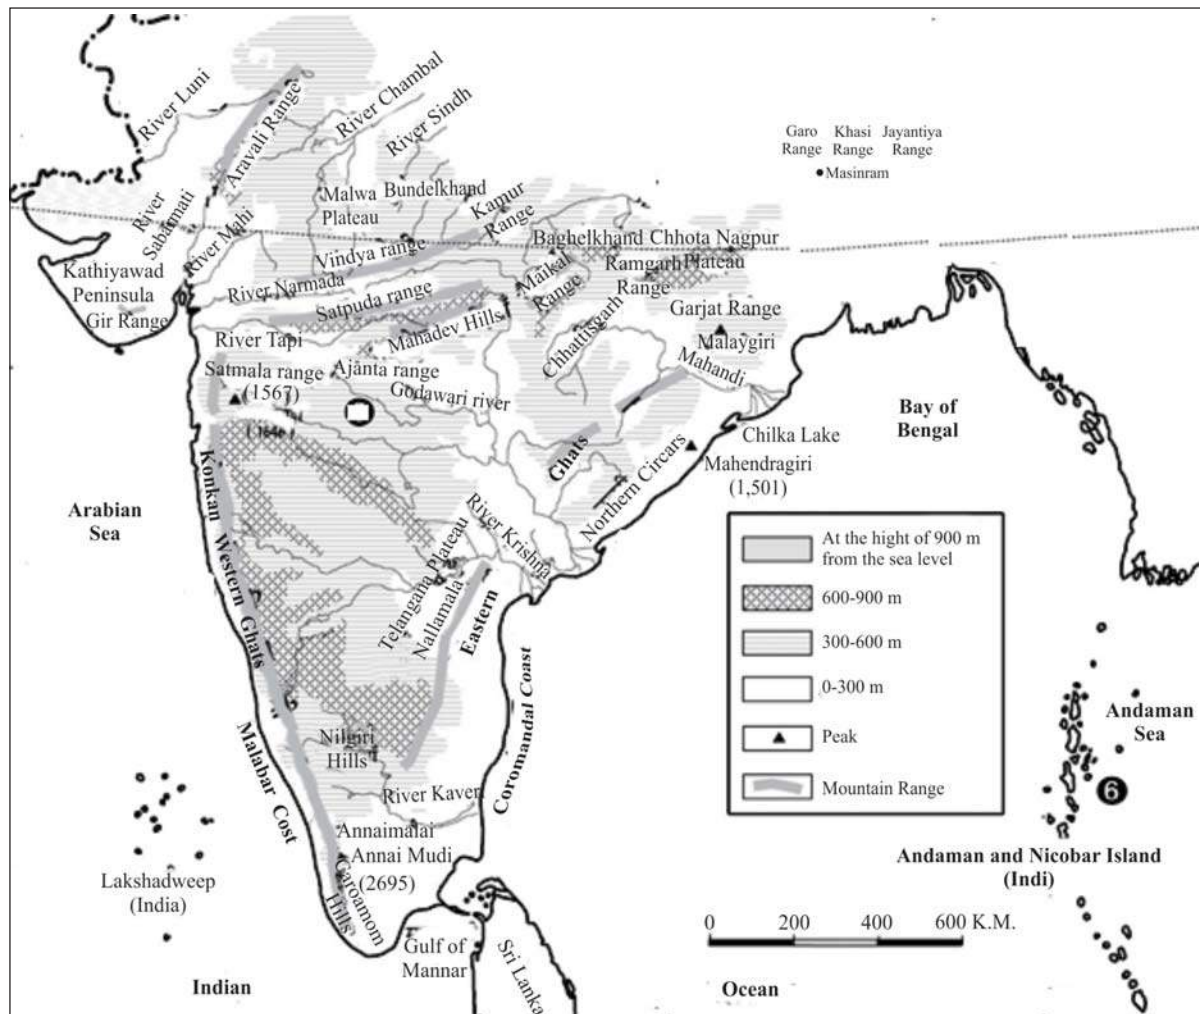 River Luni
Aravali Range
River Chambal
River Sindh
Garo
Range
Khasi
Range
Jayantiya
Range
Masinram
River
Sabarmati
River Mahi
Malwa
Plateau
Bundelkhand
Kamur
Range
Vindya range
Baghelkhand
Chhota Nagpur
Plateau
Ramgarh
Range
Maikal
Range
Kathiyawad
Peninsula
Gir Range
River Narmada
Satpuda range
Mahadev Hills
Garjat Range
Malaygiri
Chhattisgarh
Mahandi
River Tapi
Satmala range
(1567)
Ajanta range
Godawari river
Bay of
Bengal
Chilka Lake
Mahendragiri
(1,501)
Northern Circars
Ghats
Arabian
Sea
Konkan
Western Ghats
River Krishna
Telangana Plateau
Nallamala
Eastern
Coromandal Coast
At the hight of 900 m
from the sea level
600-900 m
300-600 m
0-300 m
Peak
Mountain Range
Andaman
Sea
6
Andaman and Nicobar Island
(Indi)
Malabar Cost
Nilgiri
Hills
River Kaveri
Annaimalai
Annai Mudi
(2695)
Caroamom
Hills
Lakshadweep
(India)
Gulf of
Mannar
Sri Lanka
0 200 400 600 K.M.
Indian
Ocean